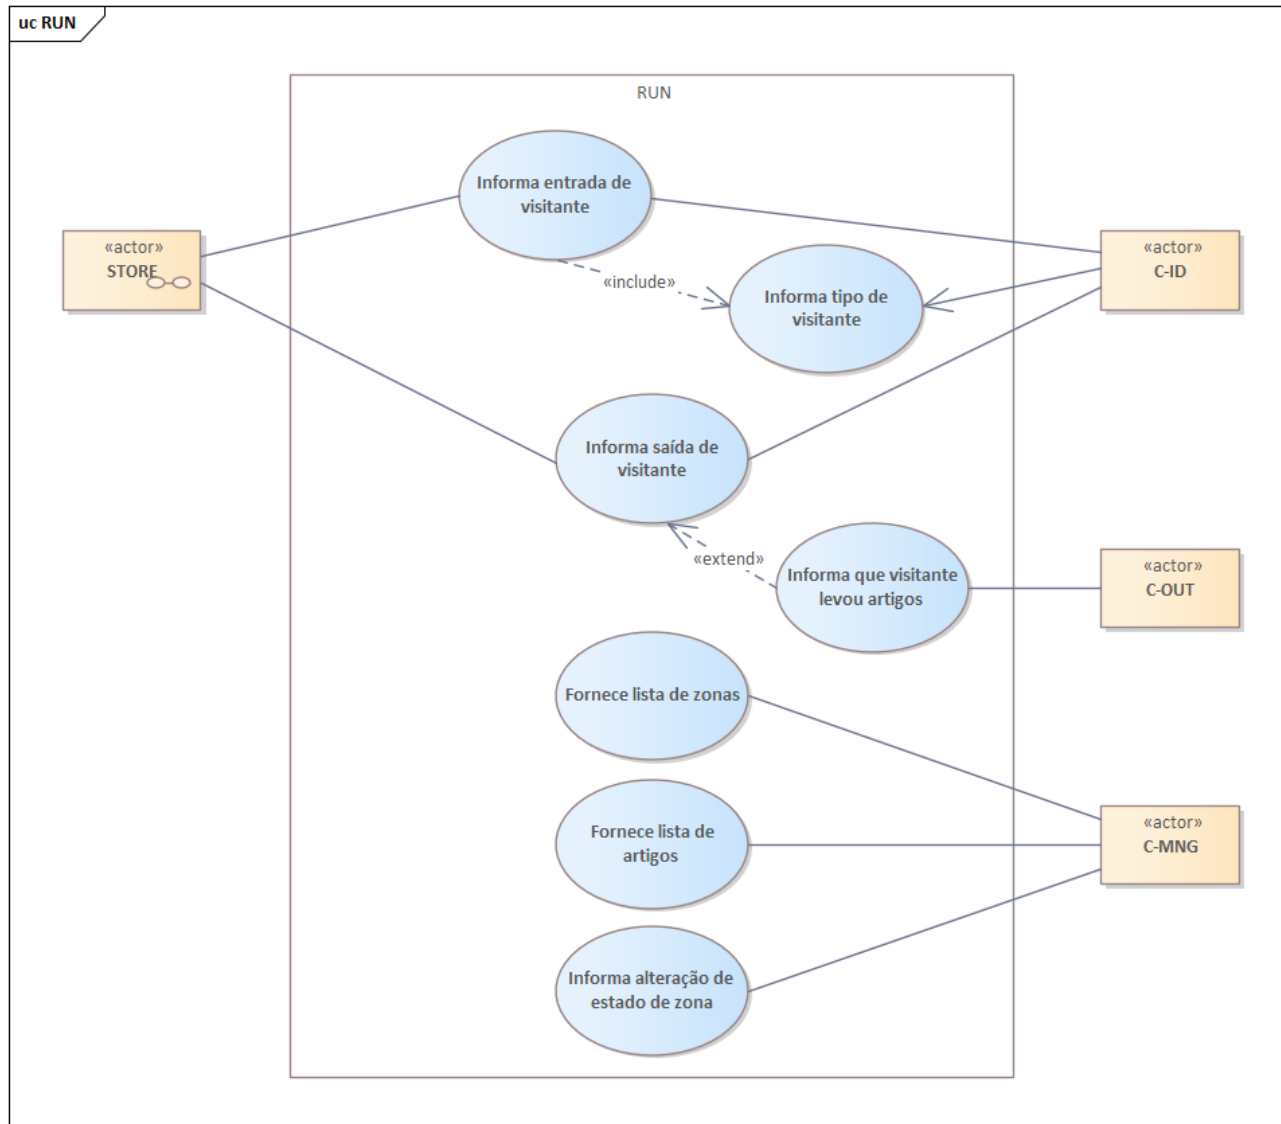 uc RUN
RUN
Informa entrada de
visitante
«actor»
STORE
«actor»
C-ID
«include»
Informa tipo de
visitante
Informa saída de
visitante
«extend»
Informa que visitante
levou artigos
«actor»
C-OUT
Fornece lista de zonas
Fornece lista de
artigos
«actor»
C-MNG
Informa alteração de
estado de zona